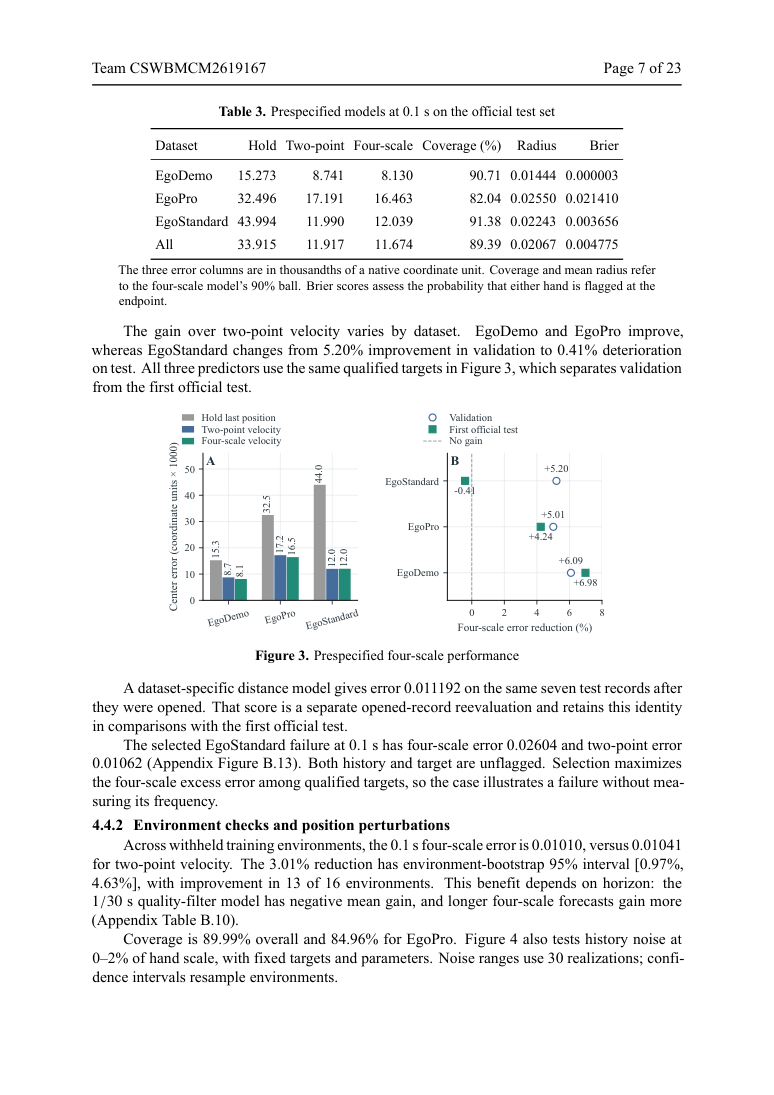 Team CSWBMCM2619167 Page 7 of 23
Table 3. Prespecified models at 0.1 s on the official test set
Dataset Hold Two-point Four-scale Coverage (%) Radius Brier
EgoDemo 15.273 8.741 8.130 90.71 0.01444 0.000003
EgoPro 32.496 17.191 16.463 82.04 0.02550 0.021410
EgoStandard 43.994 11.990 12.039 91.38 0.02243 0.003656
All 33.915 11.917 11.674 89.39 0.02067 0.004775
The three error columns are in thousandths of a native coordinate unit. Coverage and mean radius refer
to the four-scale model's 90% ball. Brier scores assess the probability that either hand is flagged at the
endpoint.
The gain over two-point velocity varies by dataset. EgoDemo and EgoPro improve,
whereas EgoStandard changes from 5.20% improvement in validation to 0.41% deterioration
on test. All three predictors use the same qualified targets in Figure 3, which separates validation
from the first official test.
Hold last position
Two-point velocity
Four-scale velocity
Center error (coordinate units × 1000)
A
50
40
30
20
10
0
15.3
8.7
8.1
32.5
17.2
16.5
44.0
12.0
12.0
EgoDemo
EgoPro
EgoStandard
Validation
First official test
No gain
B
EgoStandard
EgoPro
EgoDemo
+5.20
-0.41
+5.01
+4.24
+6.09
+6.98
0 2 4 6 8
Four-scale error reduction (%)
Figure 3. Prespecified four-scale performance
A dataset-specific distance model gives error 0.011192 on the same seven test records after
they were opened. That score is a separate opened-record reevaluation and retains this identity
in comparisons with the first official test.
The selected EgoStandard failure at 0.1 s has four-scale error 0.02604 and two-point error
0.01062 (Appendix Figure B.13). Both history and target are unflagged. Selection maximizes
the four-scale excess error among qualified targets, so the case illustrates a failure without mea-
suring its frequency.
4.4.2 Environment checks and position perturbations
Across withheld training environments, the 0.1 s four-scale error is 0.01010, versus 0.01041
for two-point velocity. The 3.01% reduction has environment-bootstrap 95% interval [0.97%,
4.63%], with improvement in 13 of 16 environments. This benefit depends on horizon: the
1/30 s quality-filter model has negative mean gain, and longer four-scale forecasts gain more
(Appendix Table B.10).
Coverage is 89.99% overall and 84.96% for EgoPro. Figure 4 also tests history noise at
0–2% of hand scale, with fixed targets and parameters. Noise ranges use 30 realizations; confi-
dence intervals resample environments.